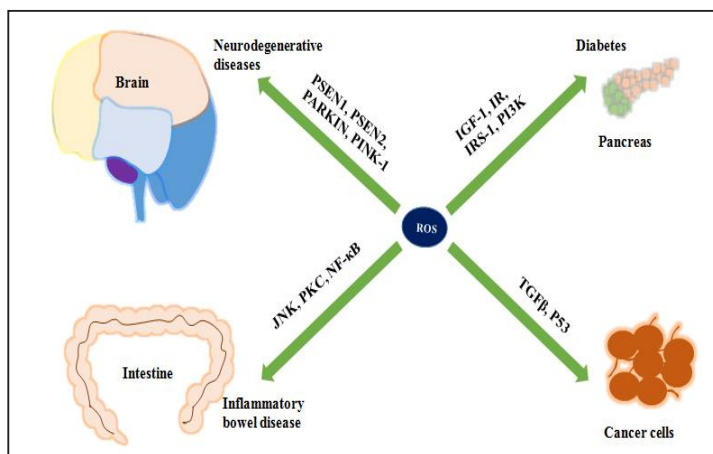 Neurodegenerative
diseases
Brain
PSEN1, PSEN2,
PARKIN, PINK-1
Diabetes
Pancreas
IGF-1, IR,
IRS-1, PI3K
ROS
JNK, PKC, NF-κB
Intestine
Inflammatory
bowel disease
TGFβ, P53
Cancer cells